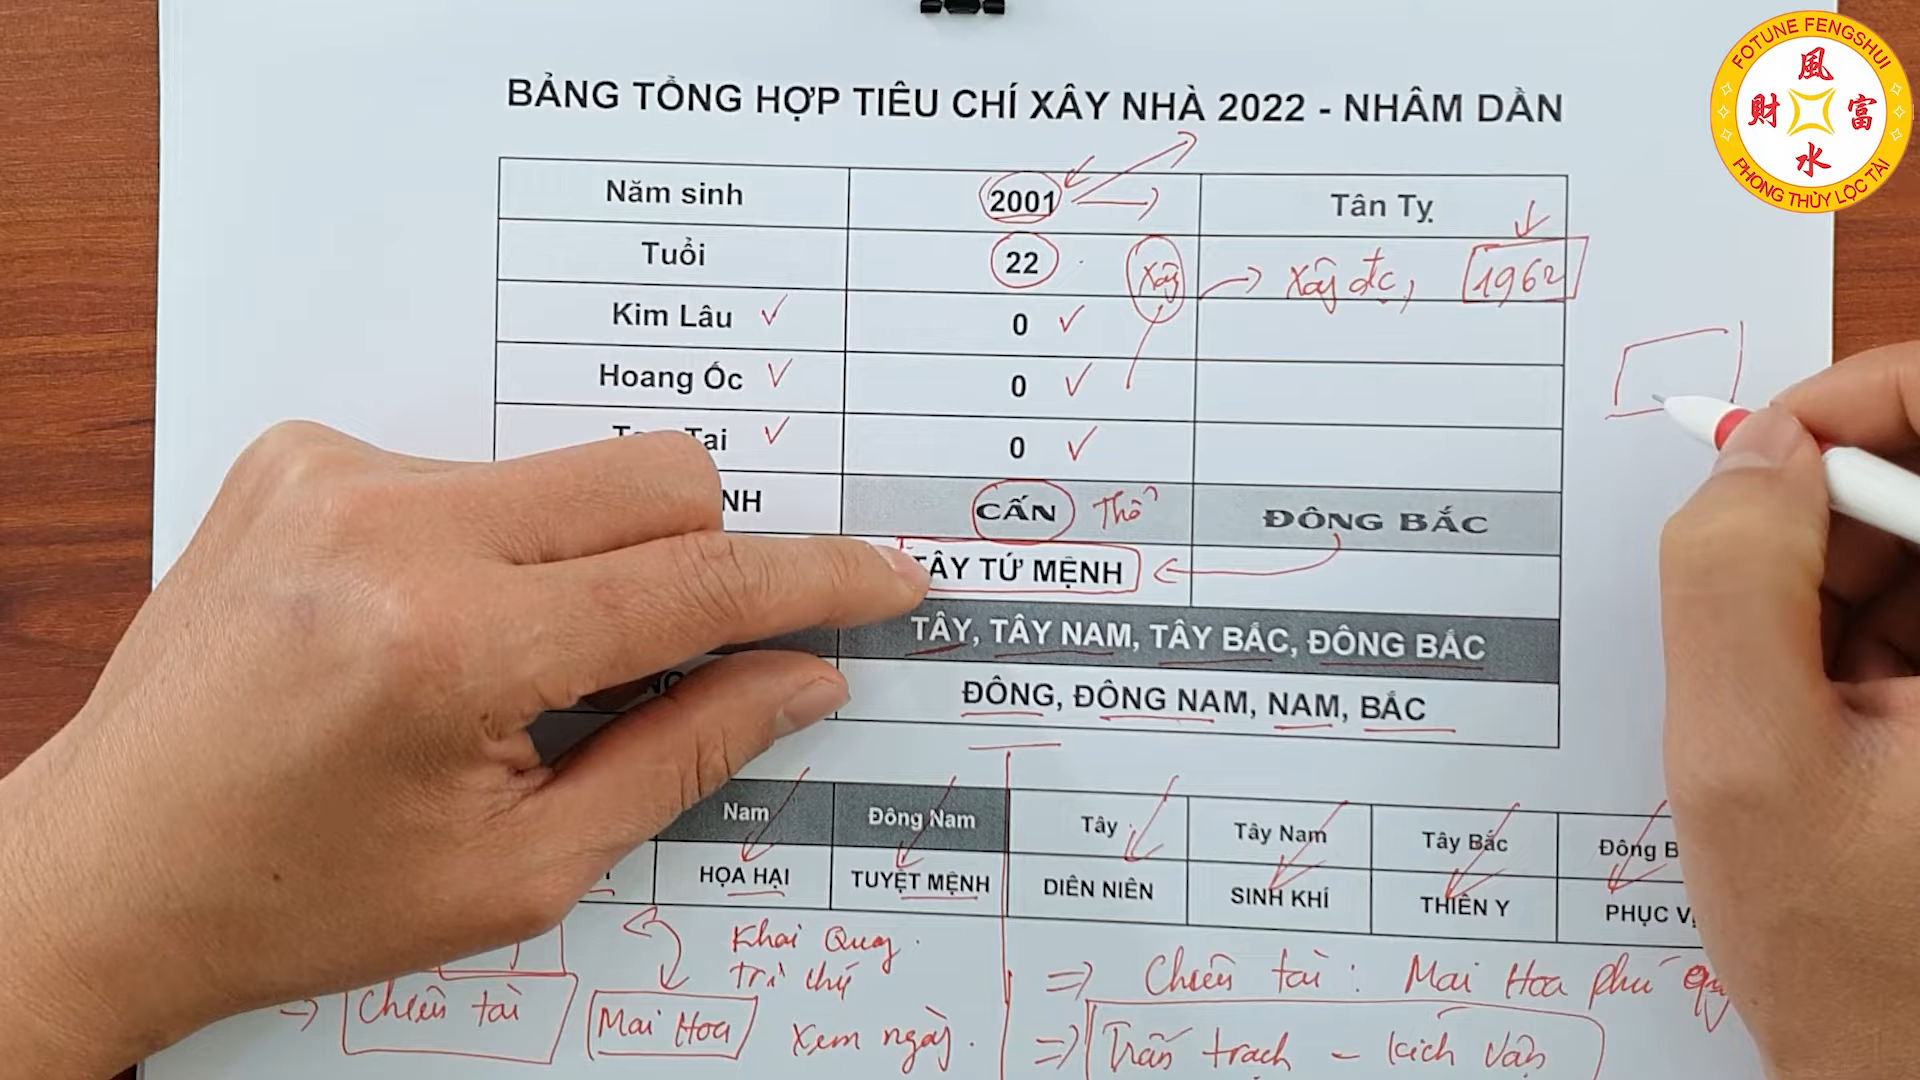 FOTUNE FENGSHUI
風
財 富
水
PHONG THỦY LỘC TÀI
BẢNG TỔNG HỢP TIÊU CHÍ XÂY NHÀ 2022 - NHÂM DẦN
Năm sinh 2001 Tân Tỵ
Tuổi 22 Xây Xây đc, 1962
Kim Lâu 0
Hoang Ốc 0
Tai 0
NH CẤN Thổ ĐÔNG BẮC
TÂY TỨ MỆNH
TÂY, TÂY NAM, TÂY BẮC, ĐÔNG BẮC
ĐÔNG, ĐÔNG NAM, NAM, BẮC
Nam Đông Nam Tây Tây Nam Tây Bắc Đông B
HỌA HẠI TUYỆT MỆNH DIÊN NIÊN SINH KHÍ THIÊN Y PHỤC V
Khai Quang
trì chú
=> Chiêu tài : Mai Hoa phú quý
=> Chiêu tài Mai Hoa Xem ngày. => Trấn trạch - kích vận